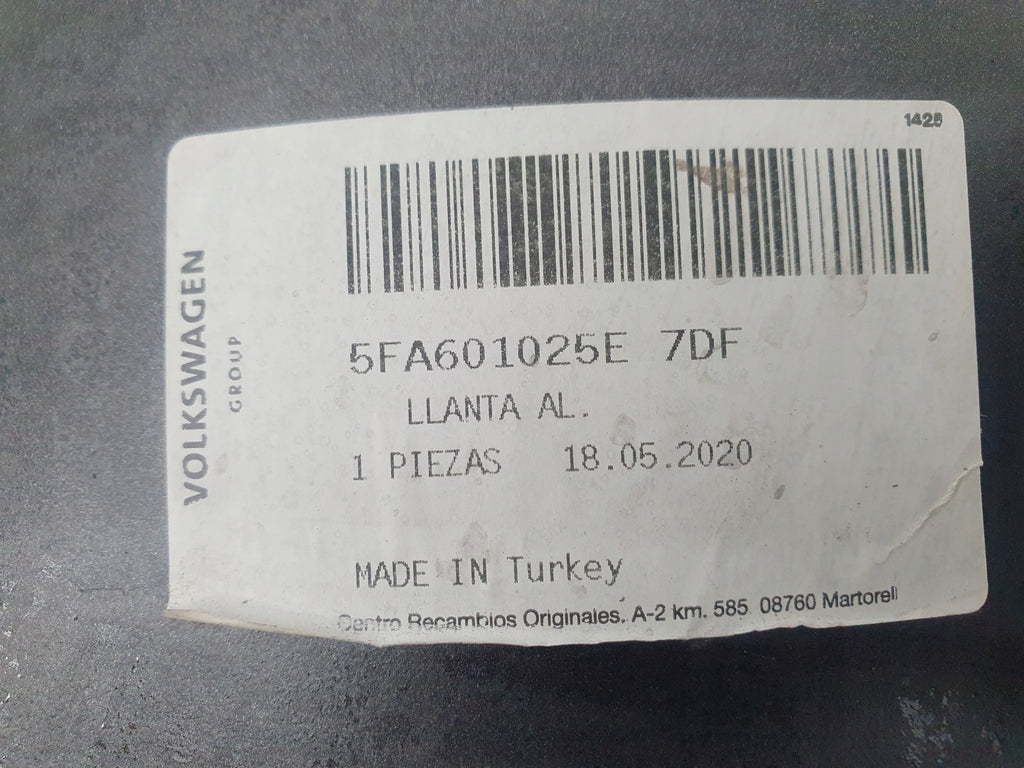 1425
VOLKSWAGEN
GROUP
5FA601025E 7DF
LLANTA AL.
1 PIEZAS 18.05.2020
MADE IN Turkey
Centro Recambios Originales. A-2 km. 585 08760 Martorell